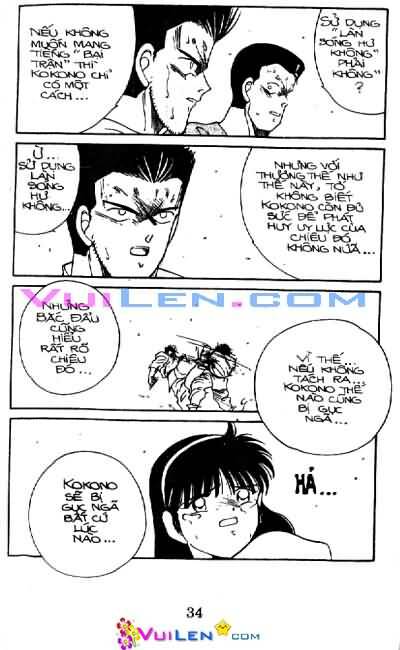 NẾU KHÔNG
MUỐN MANG
TIẾNG "BẠI
TRẬN" THÌ
KOKONO CHỈ
CÓ MỘT
CÁCH...
SỬ DỤNG
"LÀN
SÓNG HƯ
KHÔNG"
PHẢI
KHÔNG"
?
Ừ...
SỬ DỤNG
LÀN
SÓNG
HƯ
KHÔNG...
NHƯNG VỚI
THƯƠNG THẾ NHƯ
THẾ NÀY, TỚ
KHÔNG BIẾT
KOKONO CÒN ĐỦ
SỨC ĐỂ PHÁT
HUY UY LỰC CỦA
CHIÊU ĐÓ
KHÔNG NỮA...
VuiLen.com
NHƯNG
BẮC ĐẨU
CŨNG
HIỂU
RẤT RÕ
CHIÊU
ĐÓ...
VÌ THẾ...
NẾU KHÔNG
TÁCH RA...
KOKONO THẾ
NÀO CŨNG
BỊ GỤC
NGÃ...
HẢ...
KOKONO
SẼ BỊ
GỤC NGÃ
BẤT CỨ
LÚC
NÀO...
34
VuiLen.com